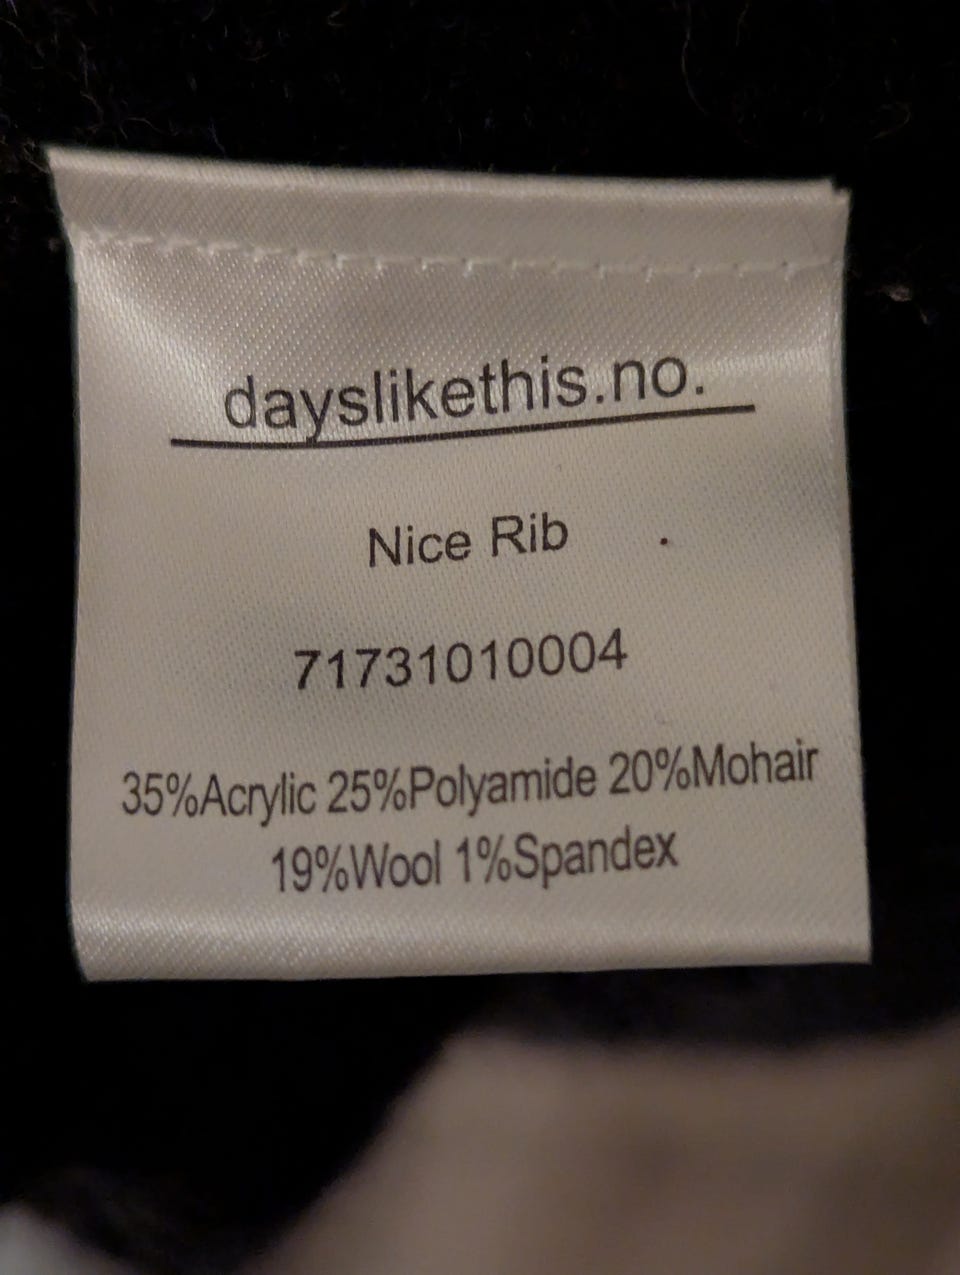 dayslikethis.no.
Nice Rib
71731010004
35%Acrylic 25%Polyamide 20%Mohair
19%Wool 1%Spandex